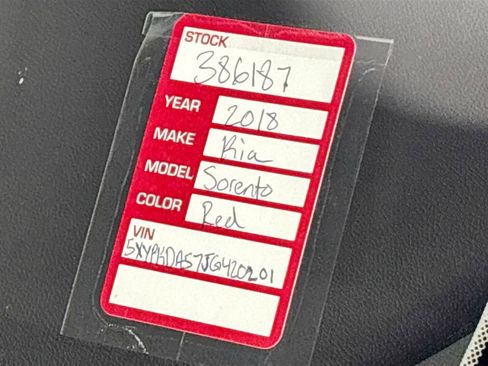 STOCK
386187
YEAR 2018
MAKE Kia
MODEL Sorento
COLOR Red
VIN
5XYPKDA57JG420201